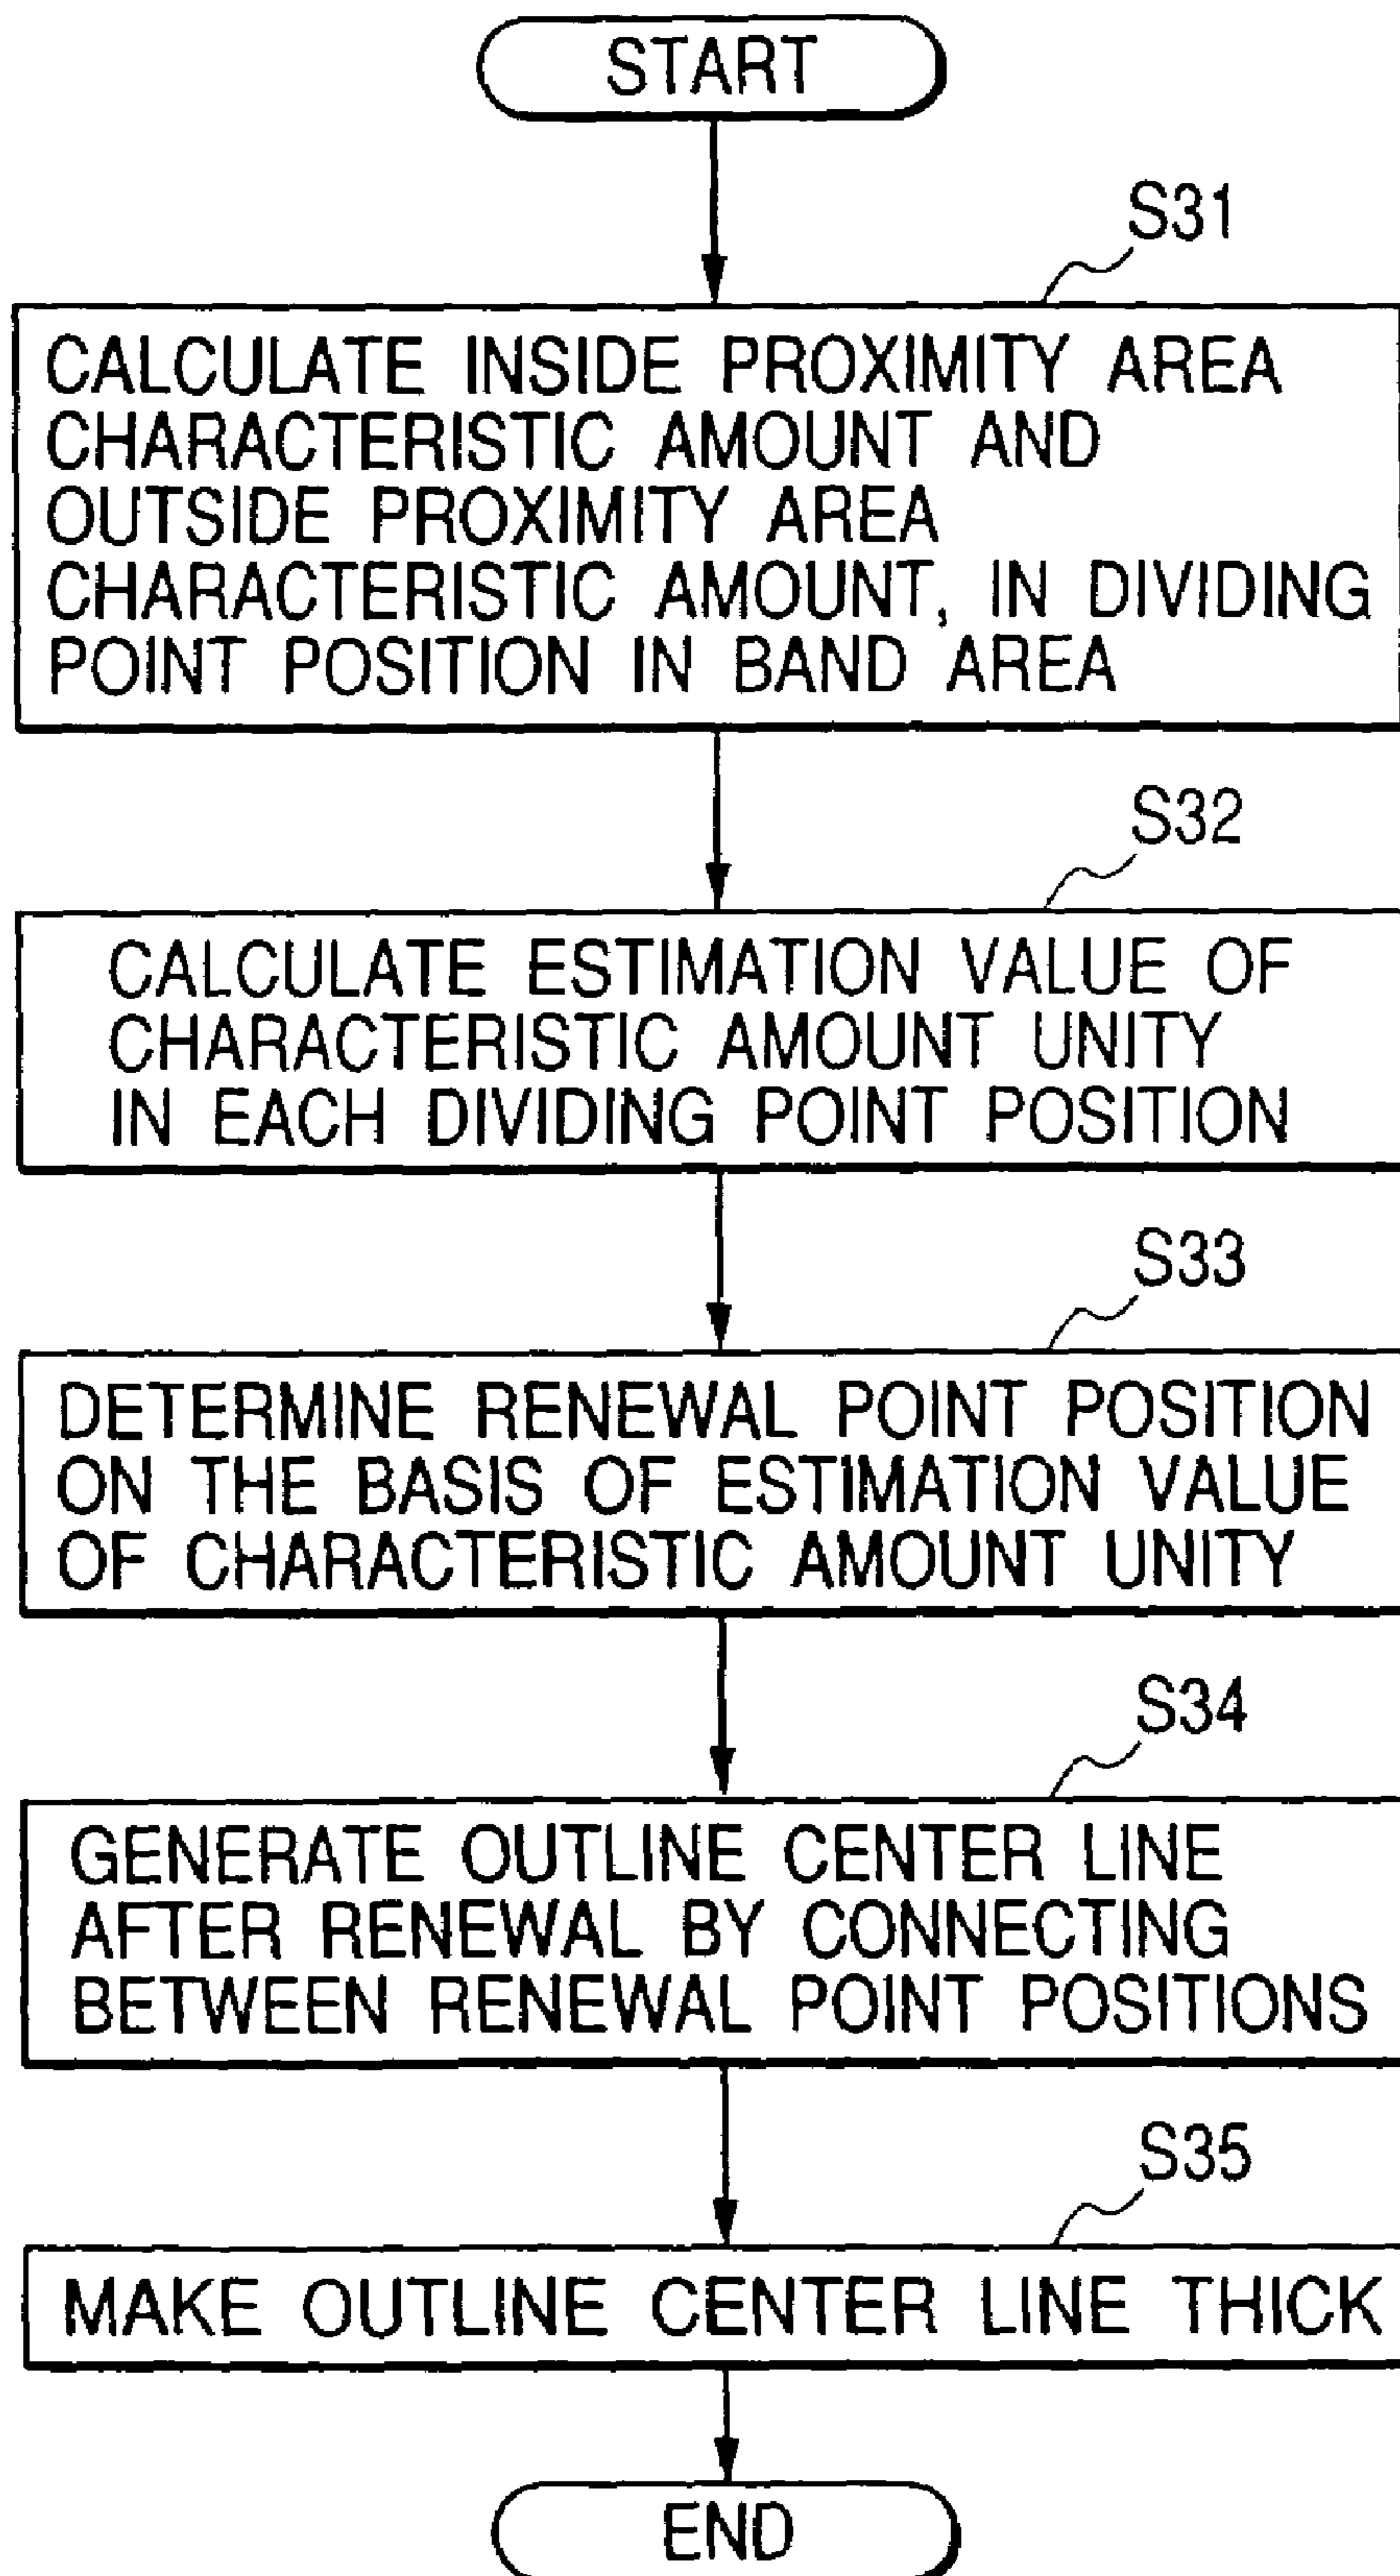 START
S31
CALCULATE INSIDE PROXIMITY AREA
CHARACTERISTIC AMOUNT AND
OUTSIDE PROXIMITY AREA
CHARACTERISTIC AMOUNT, IN DIVIDING
POINT POSITION IN BAND AREA
S32
CALCULATE ESTIMATION VALUE OF
CHARACTERISTIC AMOUNT UNITY
IN EACH DIVIDING POINT POSITION
S33
DETERMINE RENEWAL POINT POSITION
ON THE BASIS OF ESTIMATION VALUE
OF CHARACTERISTIC AMOUNT UNITY
S34
GENERATE OUTLINE CENTER LINE
AFTER RENEWAL BY CONNECTING
BETWEEN RENEWAL POINT POSITIONS
S35
MAKE OUTLINE CENTER LINE THICK
END